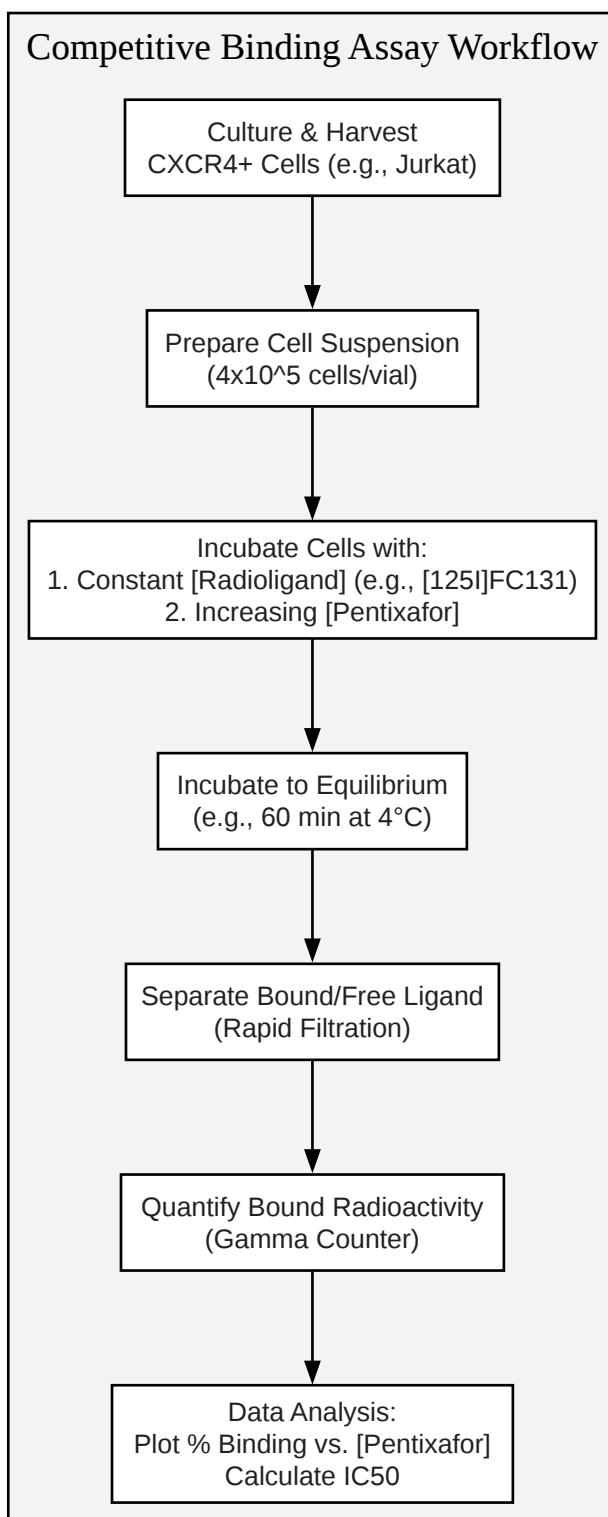 Competitive Binding Assay Workflow
Culture & Harvest
CXCR4+ Cells (e.g., Jurkat)
Prepare Cell Suspension
(4x10^5 cells/vial)
Incubate Cells with:
1. Constant [Radioligand] (e.g., [125I]FC131)
2. Increasing [Pentixafor]
Incubate to Equilibrium
(e.g., 60 min at 4°C)
Separate Bound/Free Ligand
(Rapid Filtration)
Quantify Bound Radioactivity
(Gamma Counter)
Data Analysis:
Plot % Binding vs. [Pentixafor]
Calculate IC50